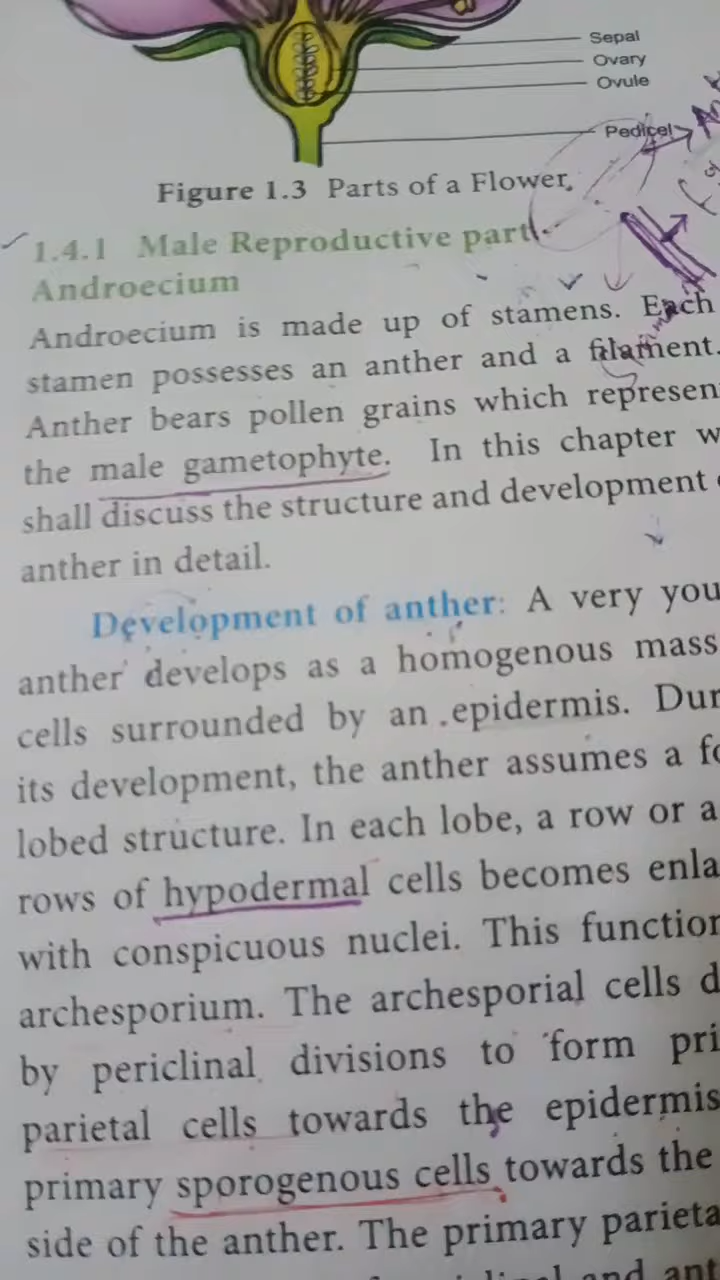 Sepal
Ovary
Ovule
Pedicel
Figure 1.3 Parts of a Flower
1.4.1 Male Reproductive part
Androecium
Androecium is made up of stamens. Each
stamen possesses an anther and a filament.
Anther bears pollen grains which represen
the male gametophyte. In this chapter w
shall discuss the structure and development
anther in detail.
Development of anther: A very you
anther develops as a homogenous mass
cells surrounded by an epidermis. Dur
its development, the anther assumes a fo
lobed structure. In each lobe, a row or a
rows of hypodermal cells becomes enla
with conspicuous nuclei. This function
archesporium. The archesporial cells d
by periclinal divisions to form pri
parietal cells towards the epidermis
primary sporogenous cells towards the
side of the anther. The primary parieta
and ant